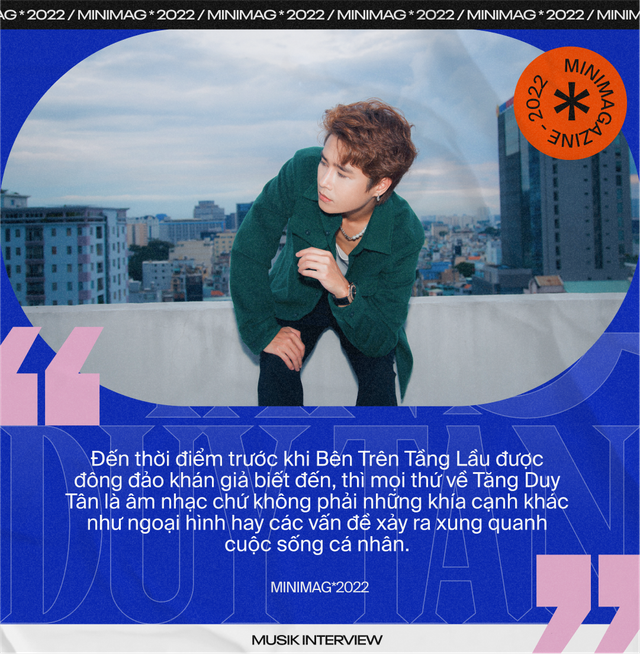 AG * 2022 / MINIMAG * 2022 / MINIMAG * 2022 / MINIMAG * 2022 / MINIMAG * 2022 / MINIM
MINIMAGAZINE - 2022
Đến thời điểm trước khi Bên Trên Tầng Lầu được
đông đảo khán giả biết đến, thì mọi thứ về Tăng Duy
Tân là âm nhạc chứ không phải những khía cạnh khác
như ngoại hình hay các vấn đề xảy ra xung quanh
cuộc sống cá nhân.
DUY TAN
MINIMAG*2022
MUSIK INTERVIEW